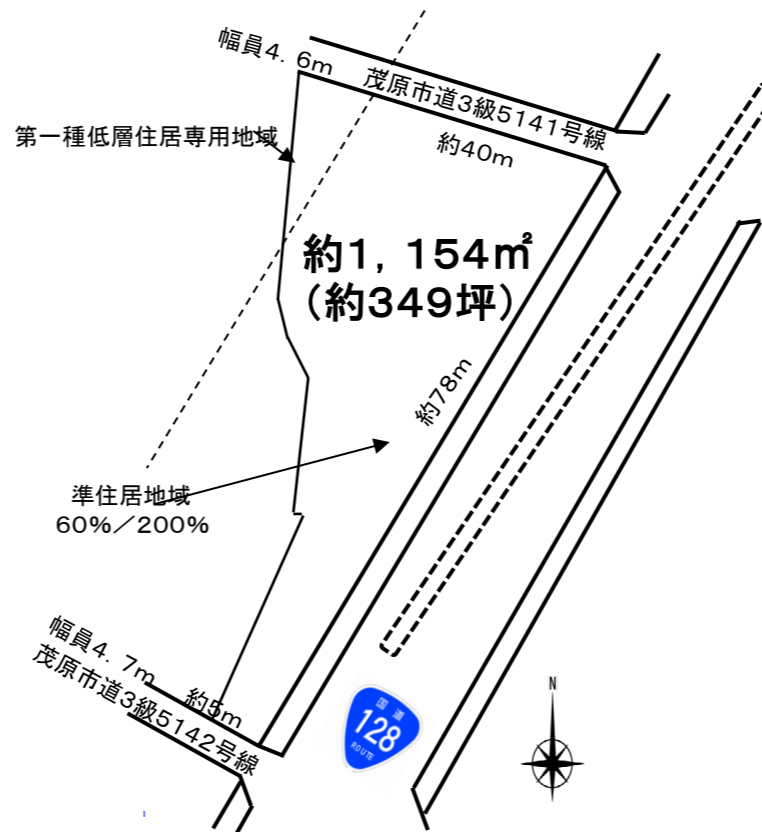 幅員4．6m
茂原市道3級5141号線
第一種低層住居専用地域
約40m
約1，154㎡
（約349坪）
約78m
準住居地域
60%／200%
幅員4．7m
茂原市道3級5142号線
約5m
国道
128
ROUTE
N